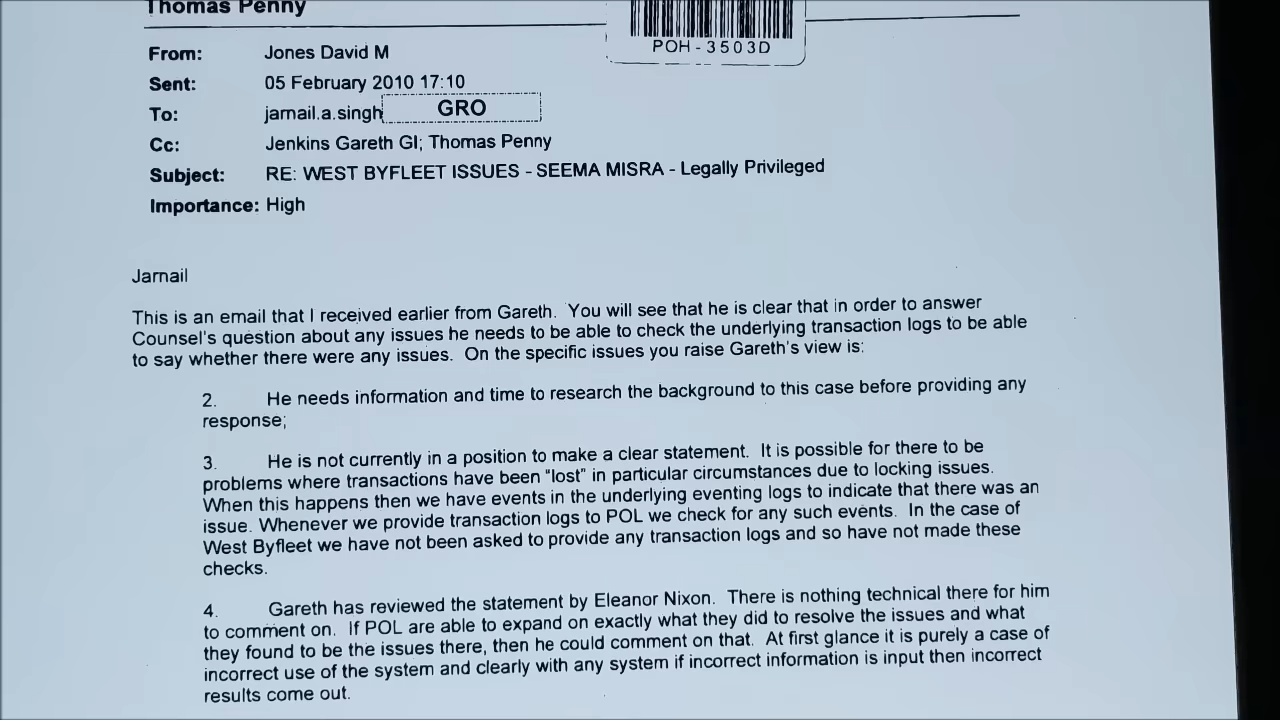 Thomas Penny
POH-3503D
From: Jones David M
Sent: 05 February 2010 17:10
To: jarnail.a.singh GRO
Cc: Jenkins Gareth GI; Thomas Penny
Subject: RE: WEST BYFLEET ISSUES - SEEMA MISRA - Legally Privileged
Importance: High
Jarnail
This is an email that I received earlier from Gareth. You will see that he is clear that in order to answer
Counsel's question about any issues he needs to be able to check the underlying transaction logs to be able
to say whether there were any issues. On the specific issues you raise Gareth's view is:
2. He needs information and time to research the background to this case before providing any
response;
3. He is not currently in a position to make a clear statement. It is possible for there to be
problems where transactions have been "lost" in particular circumstances due to locking issues.
When this happens then we have events in the underlying eventing logs to indicate that there was an
issue. Whenever we provide transaction logs to POL we check for any such events. In the case of
West Byfleet we have not been asked to provide any transaction logs and so have not made these
checks.
4. Gareth has reviewed the statement by Eleanor Nixon. There is nothing technical there for him
to comment on. If POL are able to expand on exactly what they did to resolve the issues and what
they found to be the issues there, then he could comment on that. At first glance it is purely a case of
incorrect use of the system and clearly with any system if incorrect information is input then incorrect
results come out.